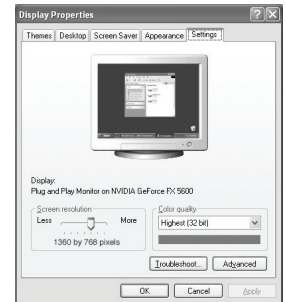 Display Properties
Themes Desktop Screen Saver Appearance Settings
Display:
Plug and Play Monitor on NVIDIA GeForce FX 5600
Screen resolution
Less More
1360 by 768 pixels
Color quality
Highest (32 bit)
Troubleshoot... Advanced
OK Cancel Apply